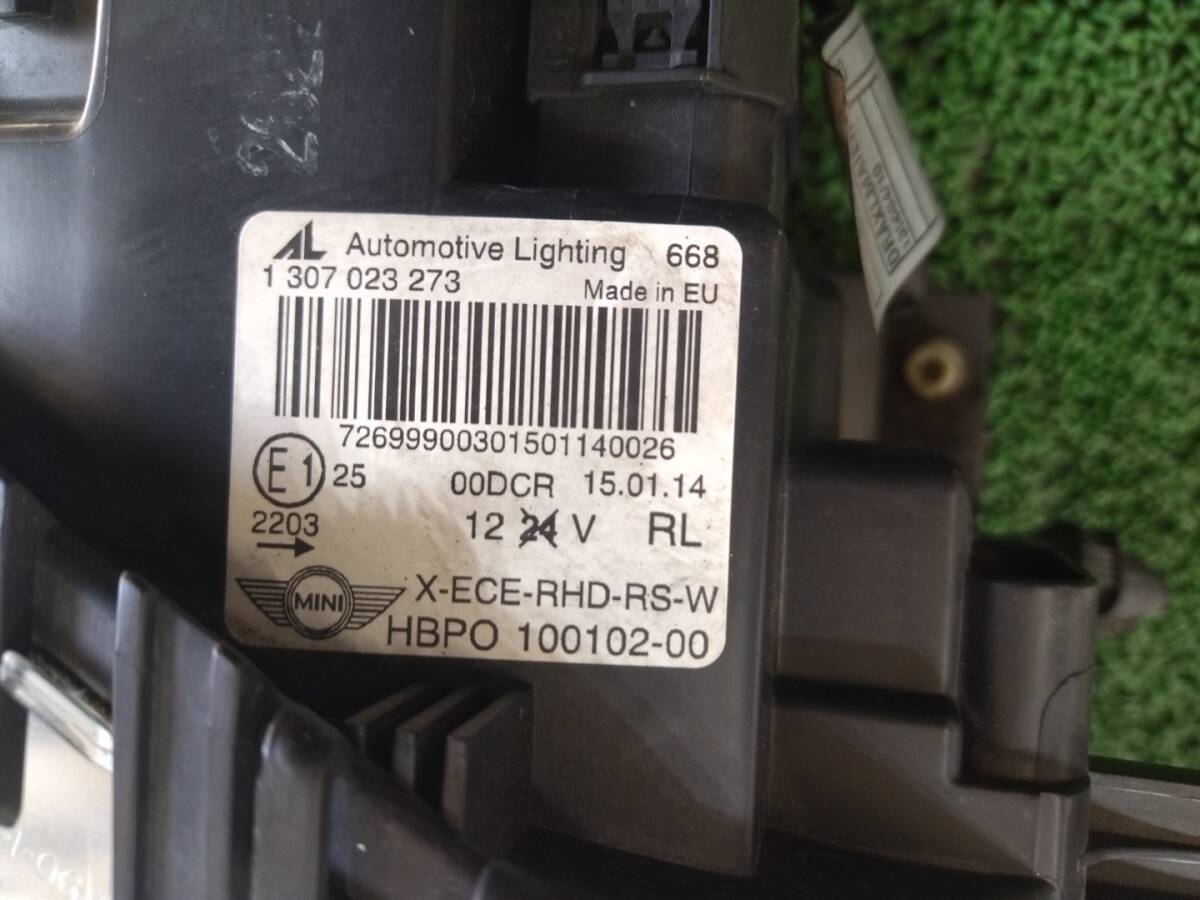 AL Automotive Lighting 668
1 307 023 273 Made in EU
72699900301501140026
E1 25 00DCR 15.01.14
2203 12 24 V RL
→
MINI X-ECE-RHD-RS-W
HBPO 100102-00